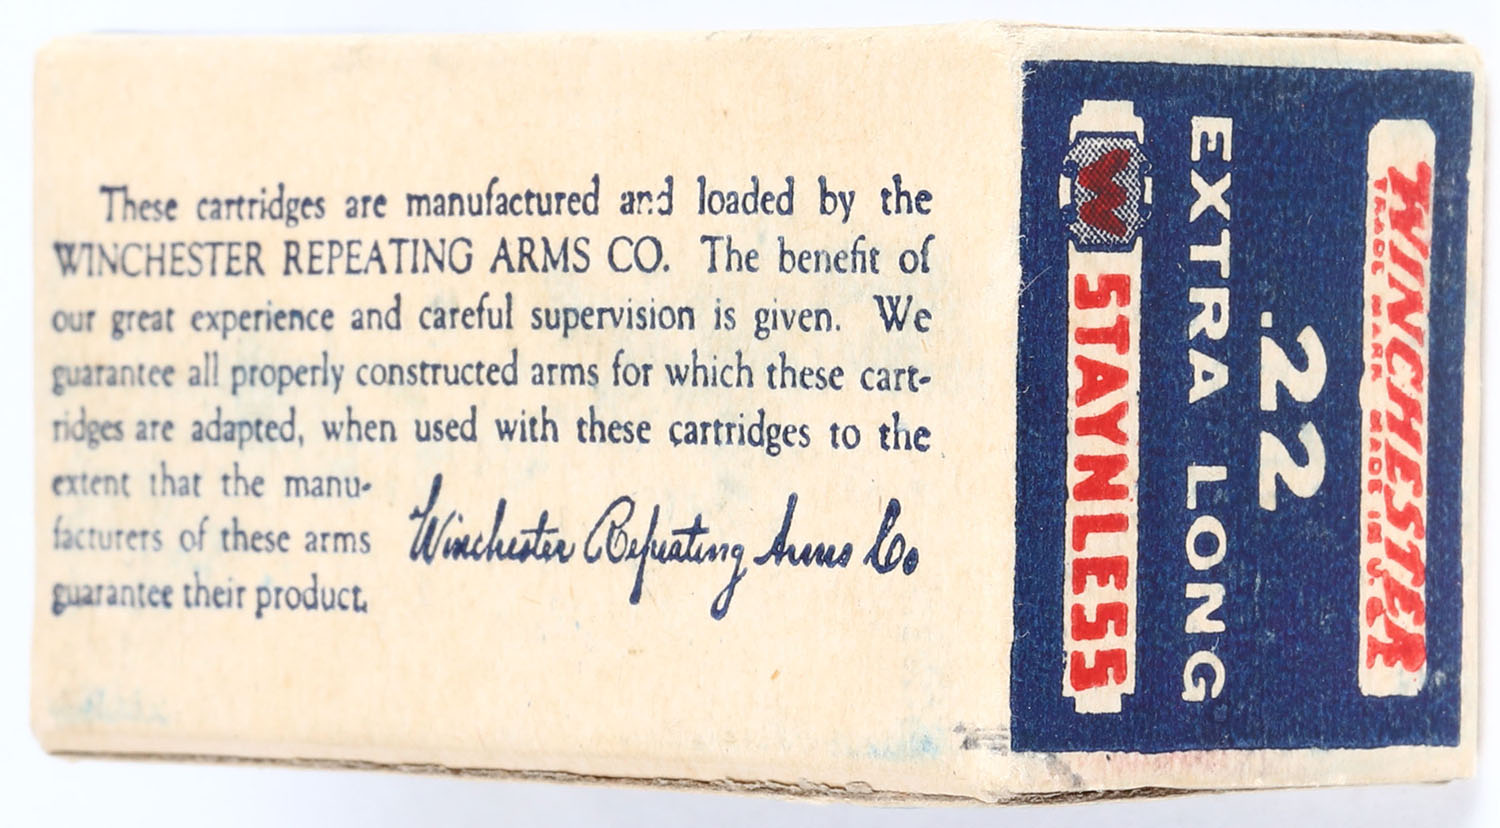 These cartridges are manufactured and loaded by the
WINCHESTER REPEATING ARMS CO. The benefit of
our great experience and careful supervision is given. We
guarantee all properly constructed arms for which these cart-
ridges are adapted, when used with these cartridges to the
extent that the manu-
facturers of these arms
guarantee their product.
Winchester Repeating Arms Co
WINCHESTER
TRADE MARK MADE IN U.S.A.
.22
EXTRA LONG
W STAYNLESS